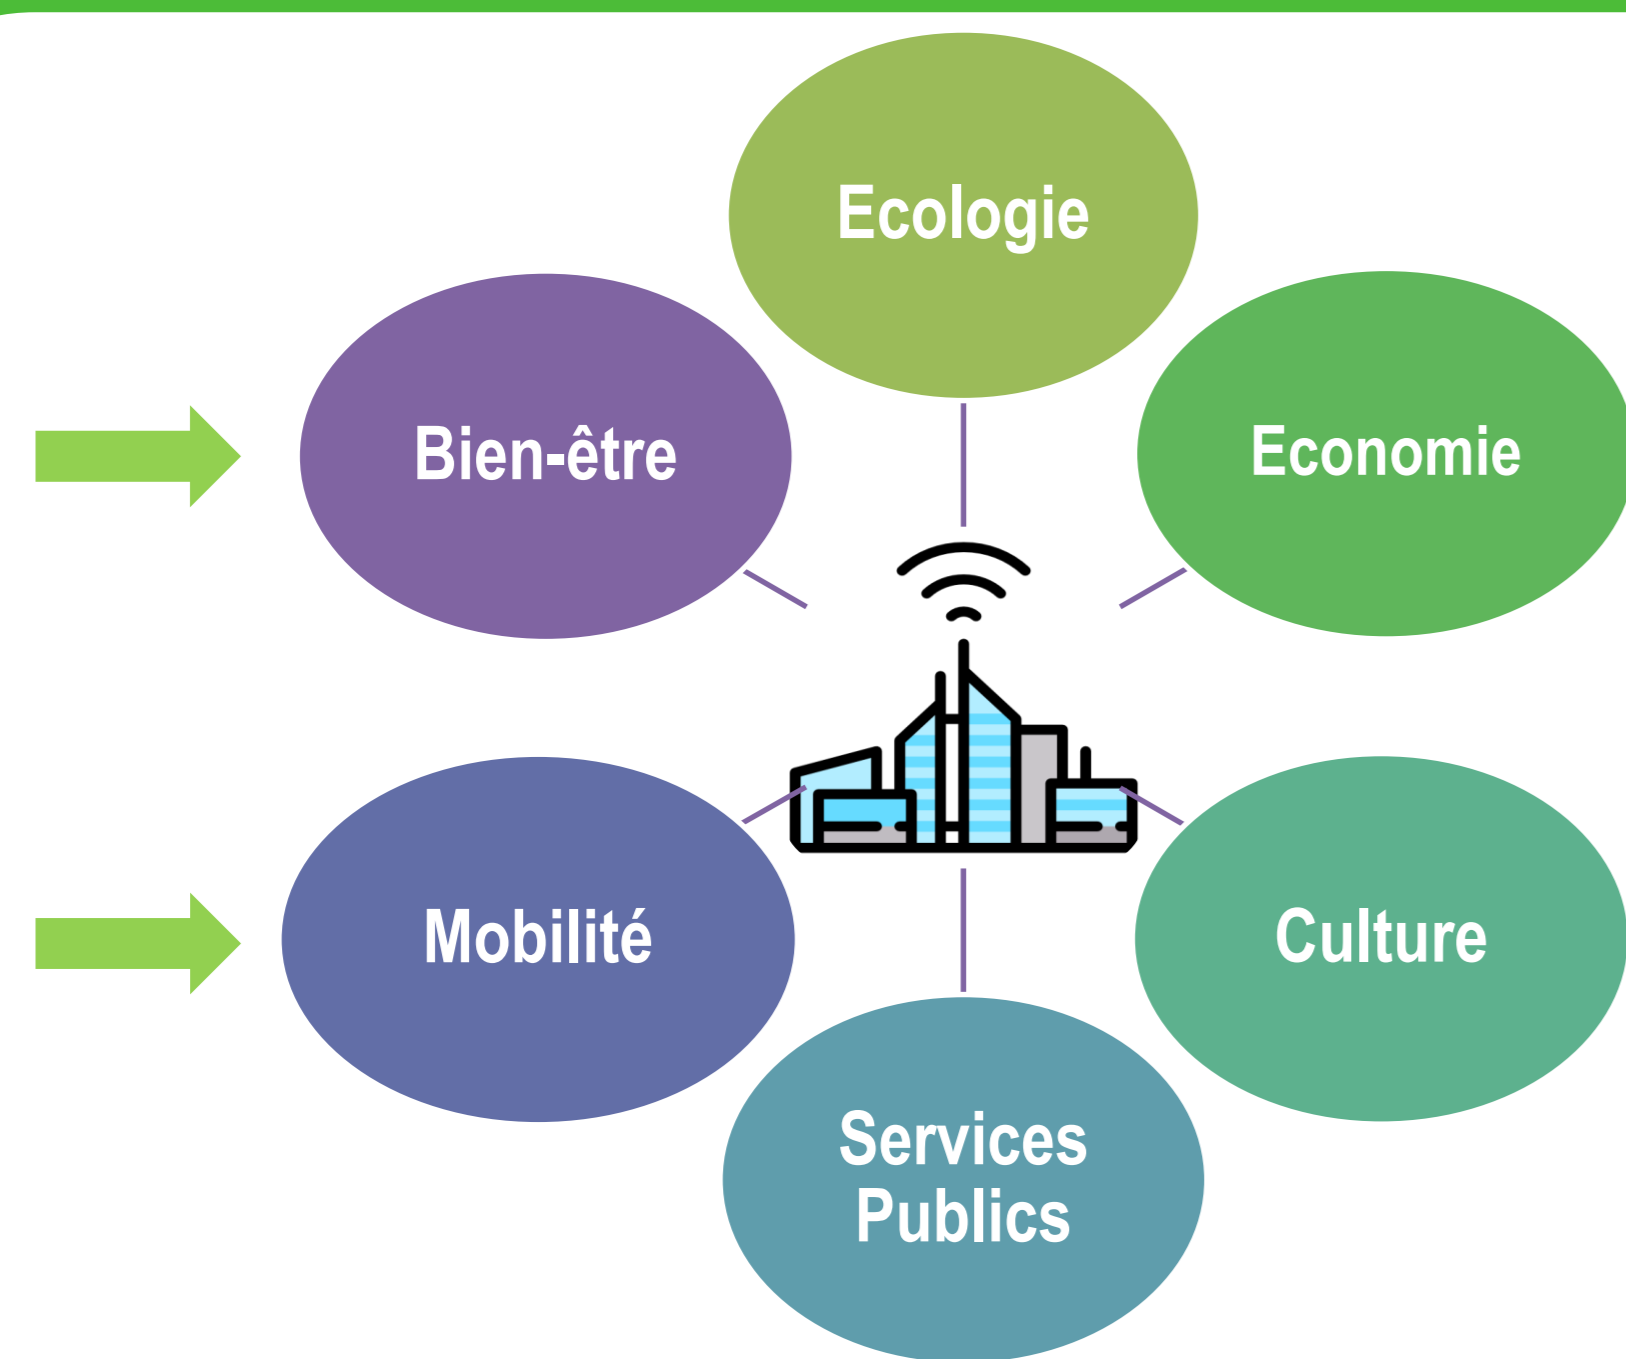 Ecologie
Bien-être
Economie
Mobilité
Culture
Services
Publics